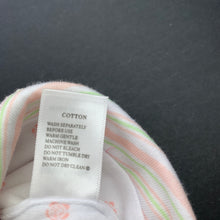 COTTON
WASH SEPARATELY
BEFORE USE
WARM GENTLE
MACHINE WASH
DO NOT BLEACH
DO NOT TUMBLE DRY
WARM IRON
DO NOT DRY CLEAN